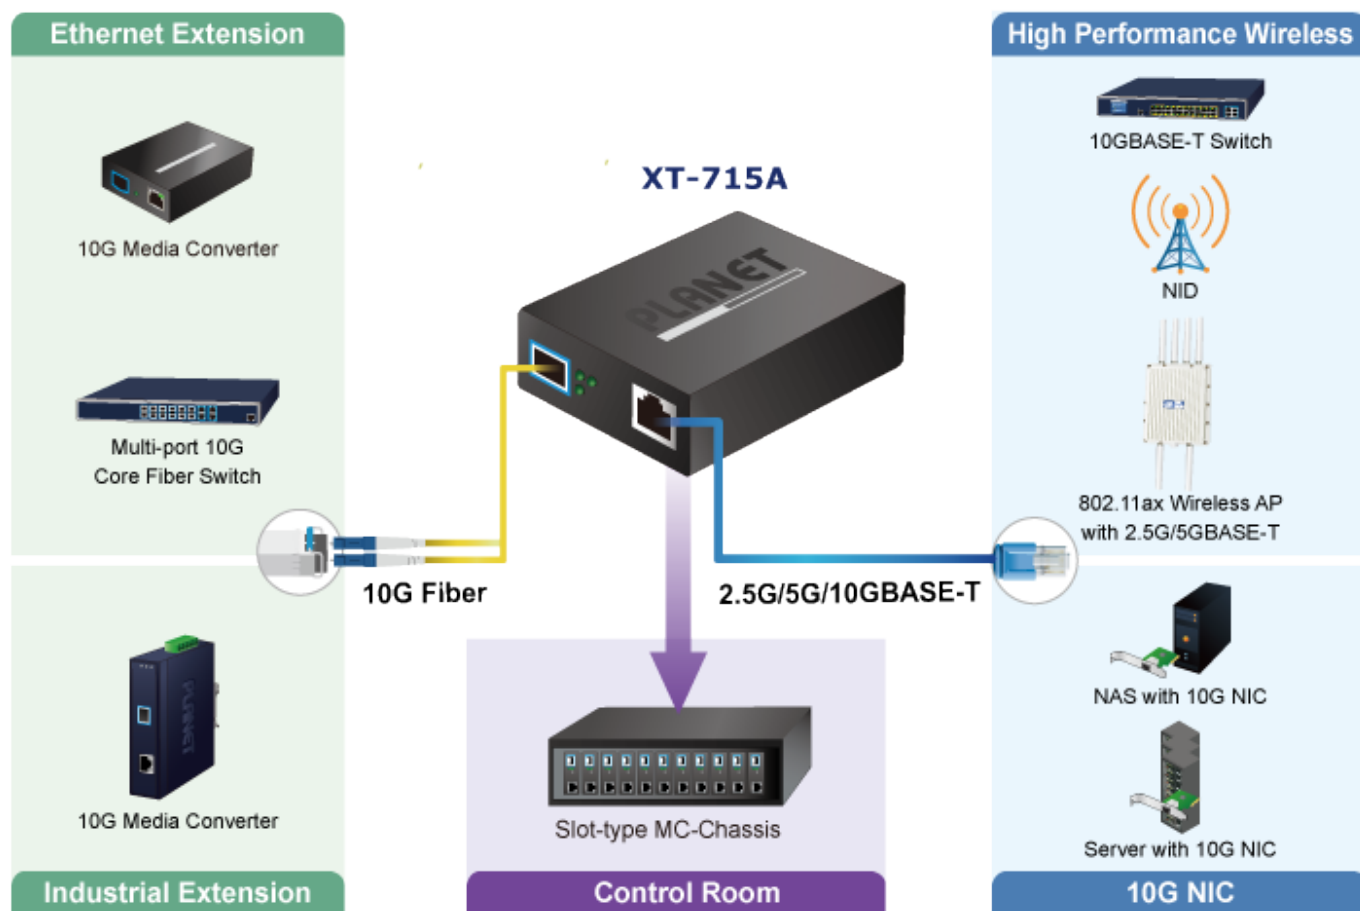 Ethernet Extension
10G Media Converter
Multi-port 10G
Core Fiber Switch
10G Media Converter
Industrial Extension
XT-715A
PLANET
10G Fiber
2.5G/5G/10GBASE-T
PLANET
Slot-type MC-Chassis
Control Room
High Performance Wireless
10GBASE-T Switch
NID
802.11ax Wireless AP
with 2.5G/5GBASE-T
NAS with 10G NIC
Server with 10G NIC
10G NIC